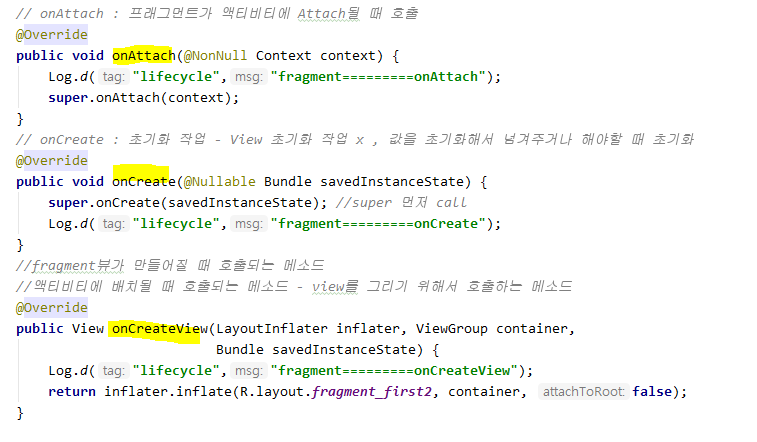 // onAttach : 프래그먼트가 액티비티에 Attach될 때 호출
@Override
public void onAttach(@NonNull Context context) {
Log.d( tag: "lifecycle", msg: "fragment=========onAttach");
super.onAttach(context);
}
// onCreate : 초기화 작업 - View 초기화 작업 x , 값을 초기화해서 넘겨주거나 해야할 때 초기화
@Override
public void onCreate(@Nullable Bundle savedInstanceState) {
super.onCreate(savedInstanceState); //super 먼저 call
Log.d( tag: "lifecycle", msg: "fragment=========onCreate");
}
//fragment뷰가 만들어질 때 호출되는 메소드
//액티비티에 배치될 때 호출되는 메소드 - view를 그리기 위해서 호출하는 메소드
@Override
public View onCreateView(LayoutInflater inflater, ViewGroup container,
Bundle savedInstanceState) {
Log.d( tag: "lifecycle", msg: "fragment=========onCreateView");
return inflater.inflate(R.layout.fragment_first2, container, attachToRoot: false);
}